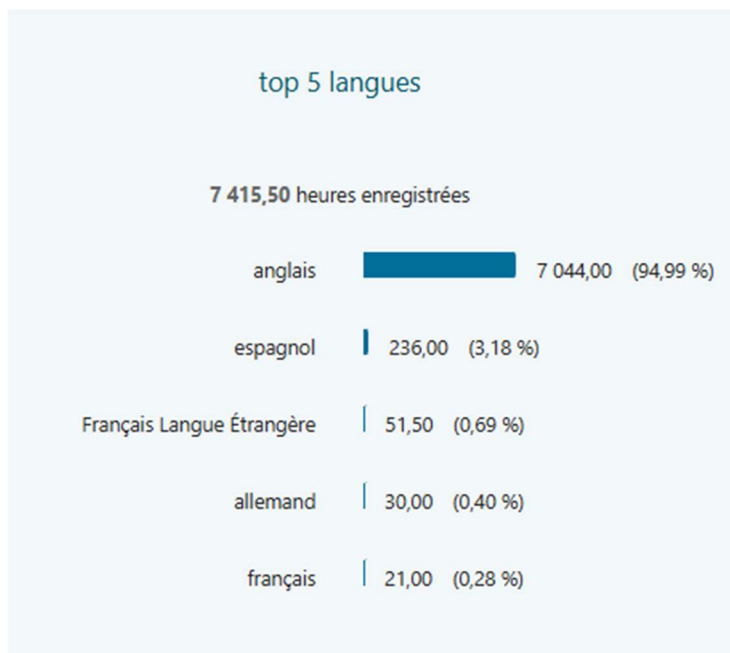 top 5 langues
7 415,50 heures enregistrées
anglais 7 044,00 (94,99 %)
espagnol 236,00 (3,18 %)
Français Langue Étrangère 51,50 (0,69 %)
allemand 30,00 (0,40 %)
français 21,00 (0,28 %)